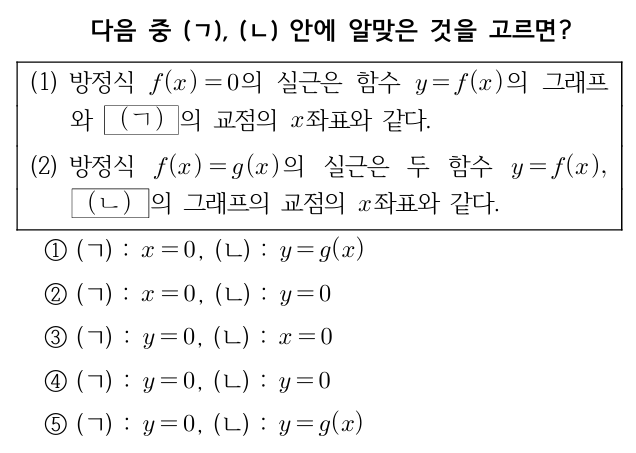 다음 중 (ㄱ), (ㄴ) 안에 알맞은 것을 고르면?
(1) 방정식 f(x)=0의 실근은 함수 y=f(x)의 그래프
와 (ㄱ) 의 교점의 x좌표와 같다.
(2) 방정식 f(x)=g(x)의 실근은 두 함수 y=f(x),
(ㄴ) 의 그래프의 교점의 x좌표와 같다.
① (ㄱ) : x=0, (ㄴ) : y=g(x)
② (ㄱ) : x=0, (ㄴ) : y=0
③ (ㄱ) : y=0, (ㄴ) : x=0
④ (ㄱ) : y=0, (ㄴ) : y=0
⑤ (ㄱ) : y=0, (ㄴ) : y=g(x)